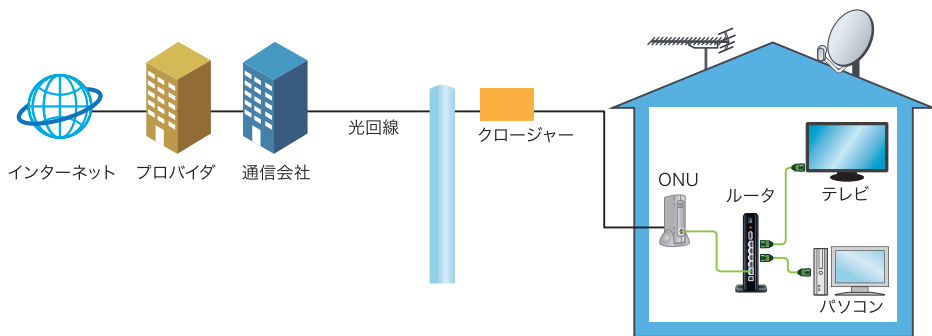 インターネット
プロバイダ
通信会社
光回線
クロージャー
ONU
ルータ
テレビ
パソコン